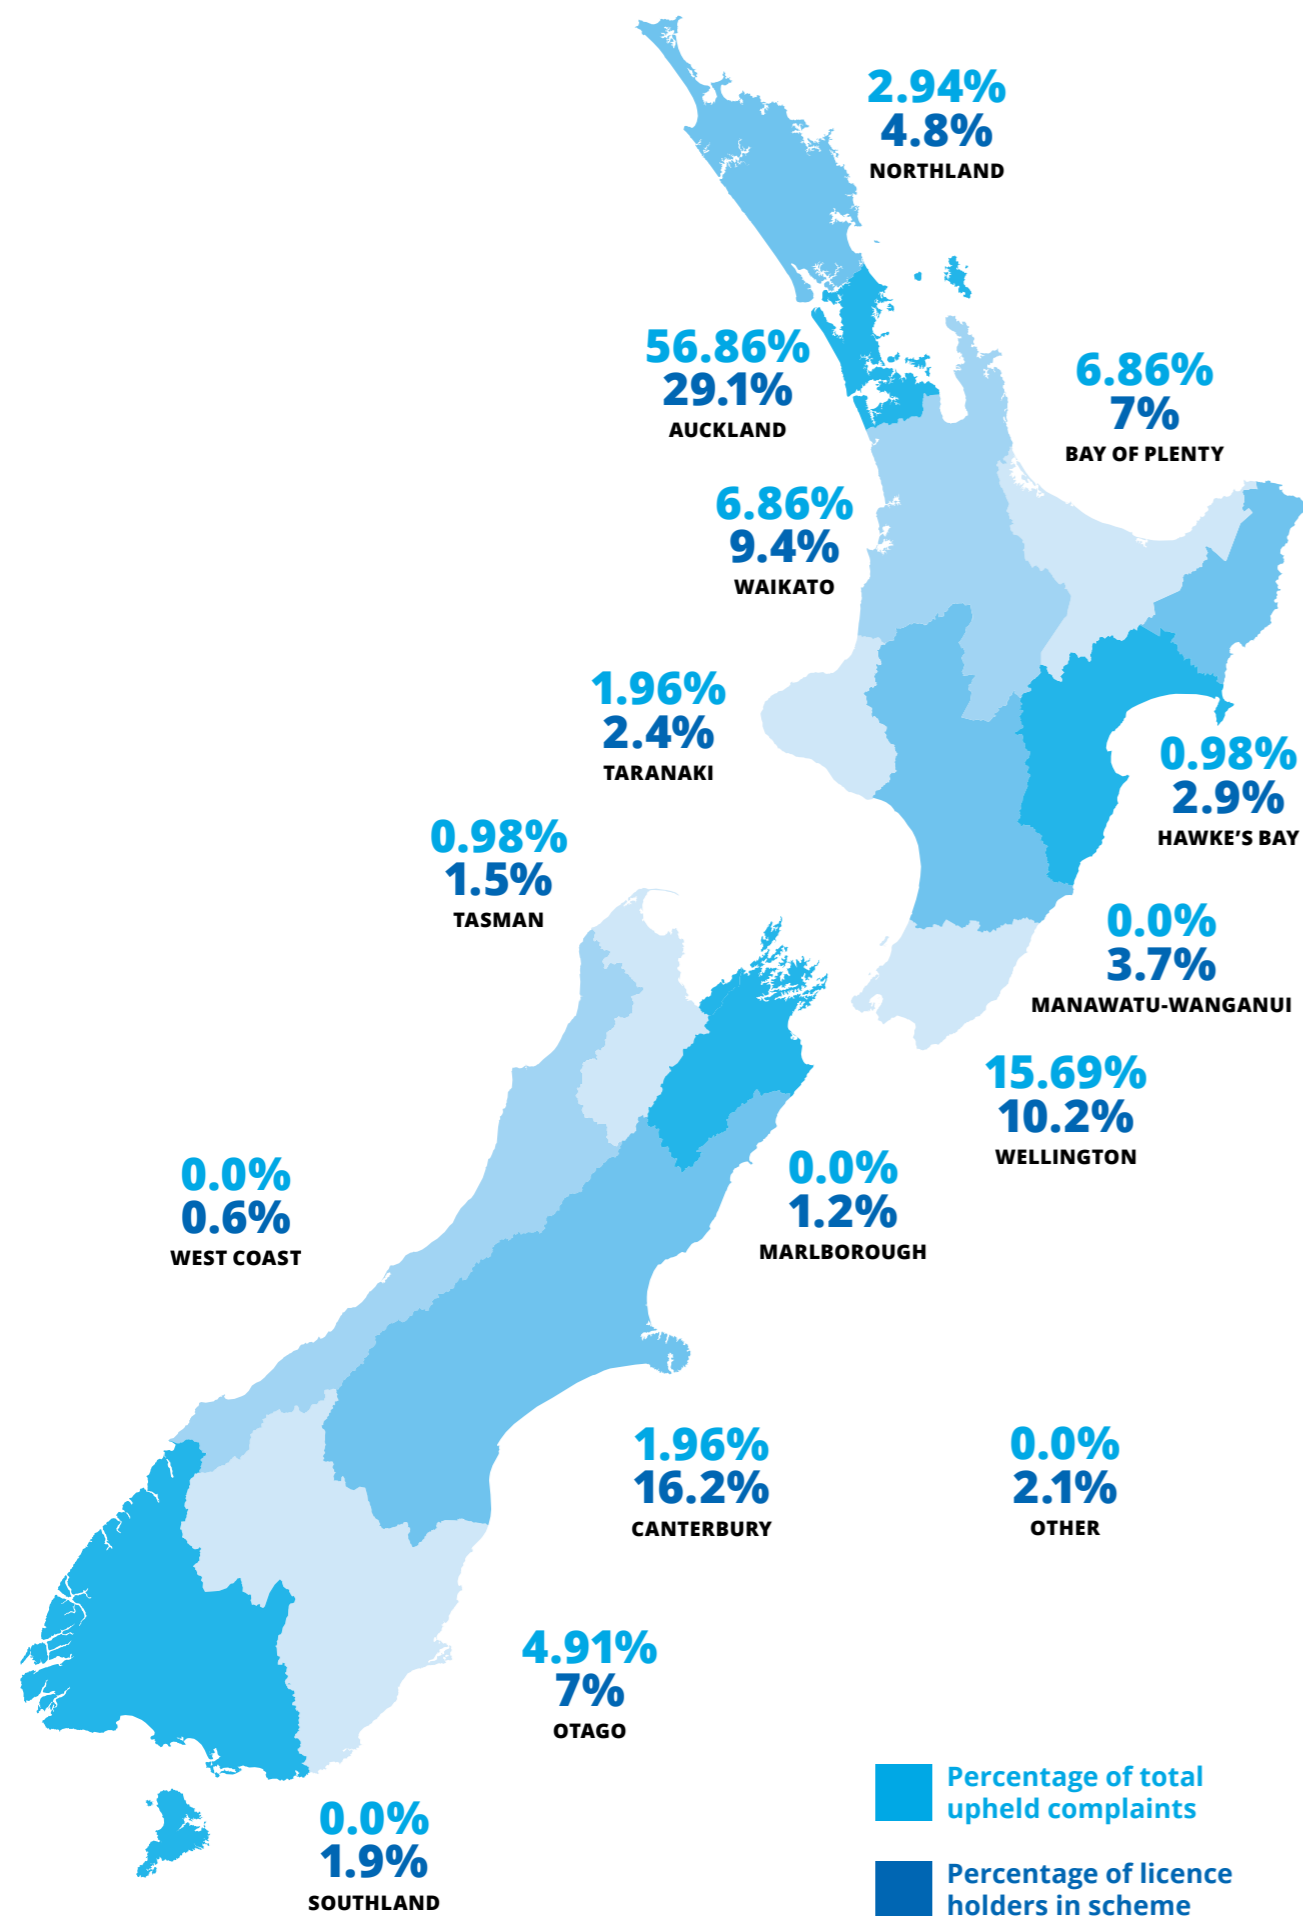 2.94%
4.8%
NORTHLAND
56.86%
29.1%
AUCKLAND
6.86%
7%
BAY OF PLENTY
6.86%
9.4%
WAIKATO
1.96%
2.4%
TARANAKI
0.98%
2.9%
HAWKE’S BAY
0.98%
1.5%
TASMAN
0.0%
3.7%
MANAWATU-WANGANUI
15.69%
10.2%
WELLINGTON
0.0%
1.2%
MARLBOROUGH
0.0%
0.6%
WEST COAST
1.96%
16.2%
CANTERBURY
0.0%
2.1%
OTHER
4.91%
7%
OTAGO
0.0%
1.9%
SOUTHLAND
Percentage of total
upheld complaints
Percentage of licence
holders in scheme